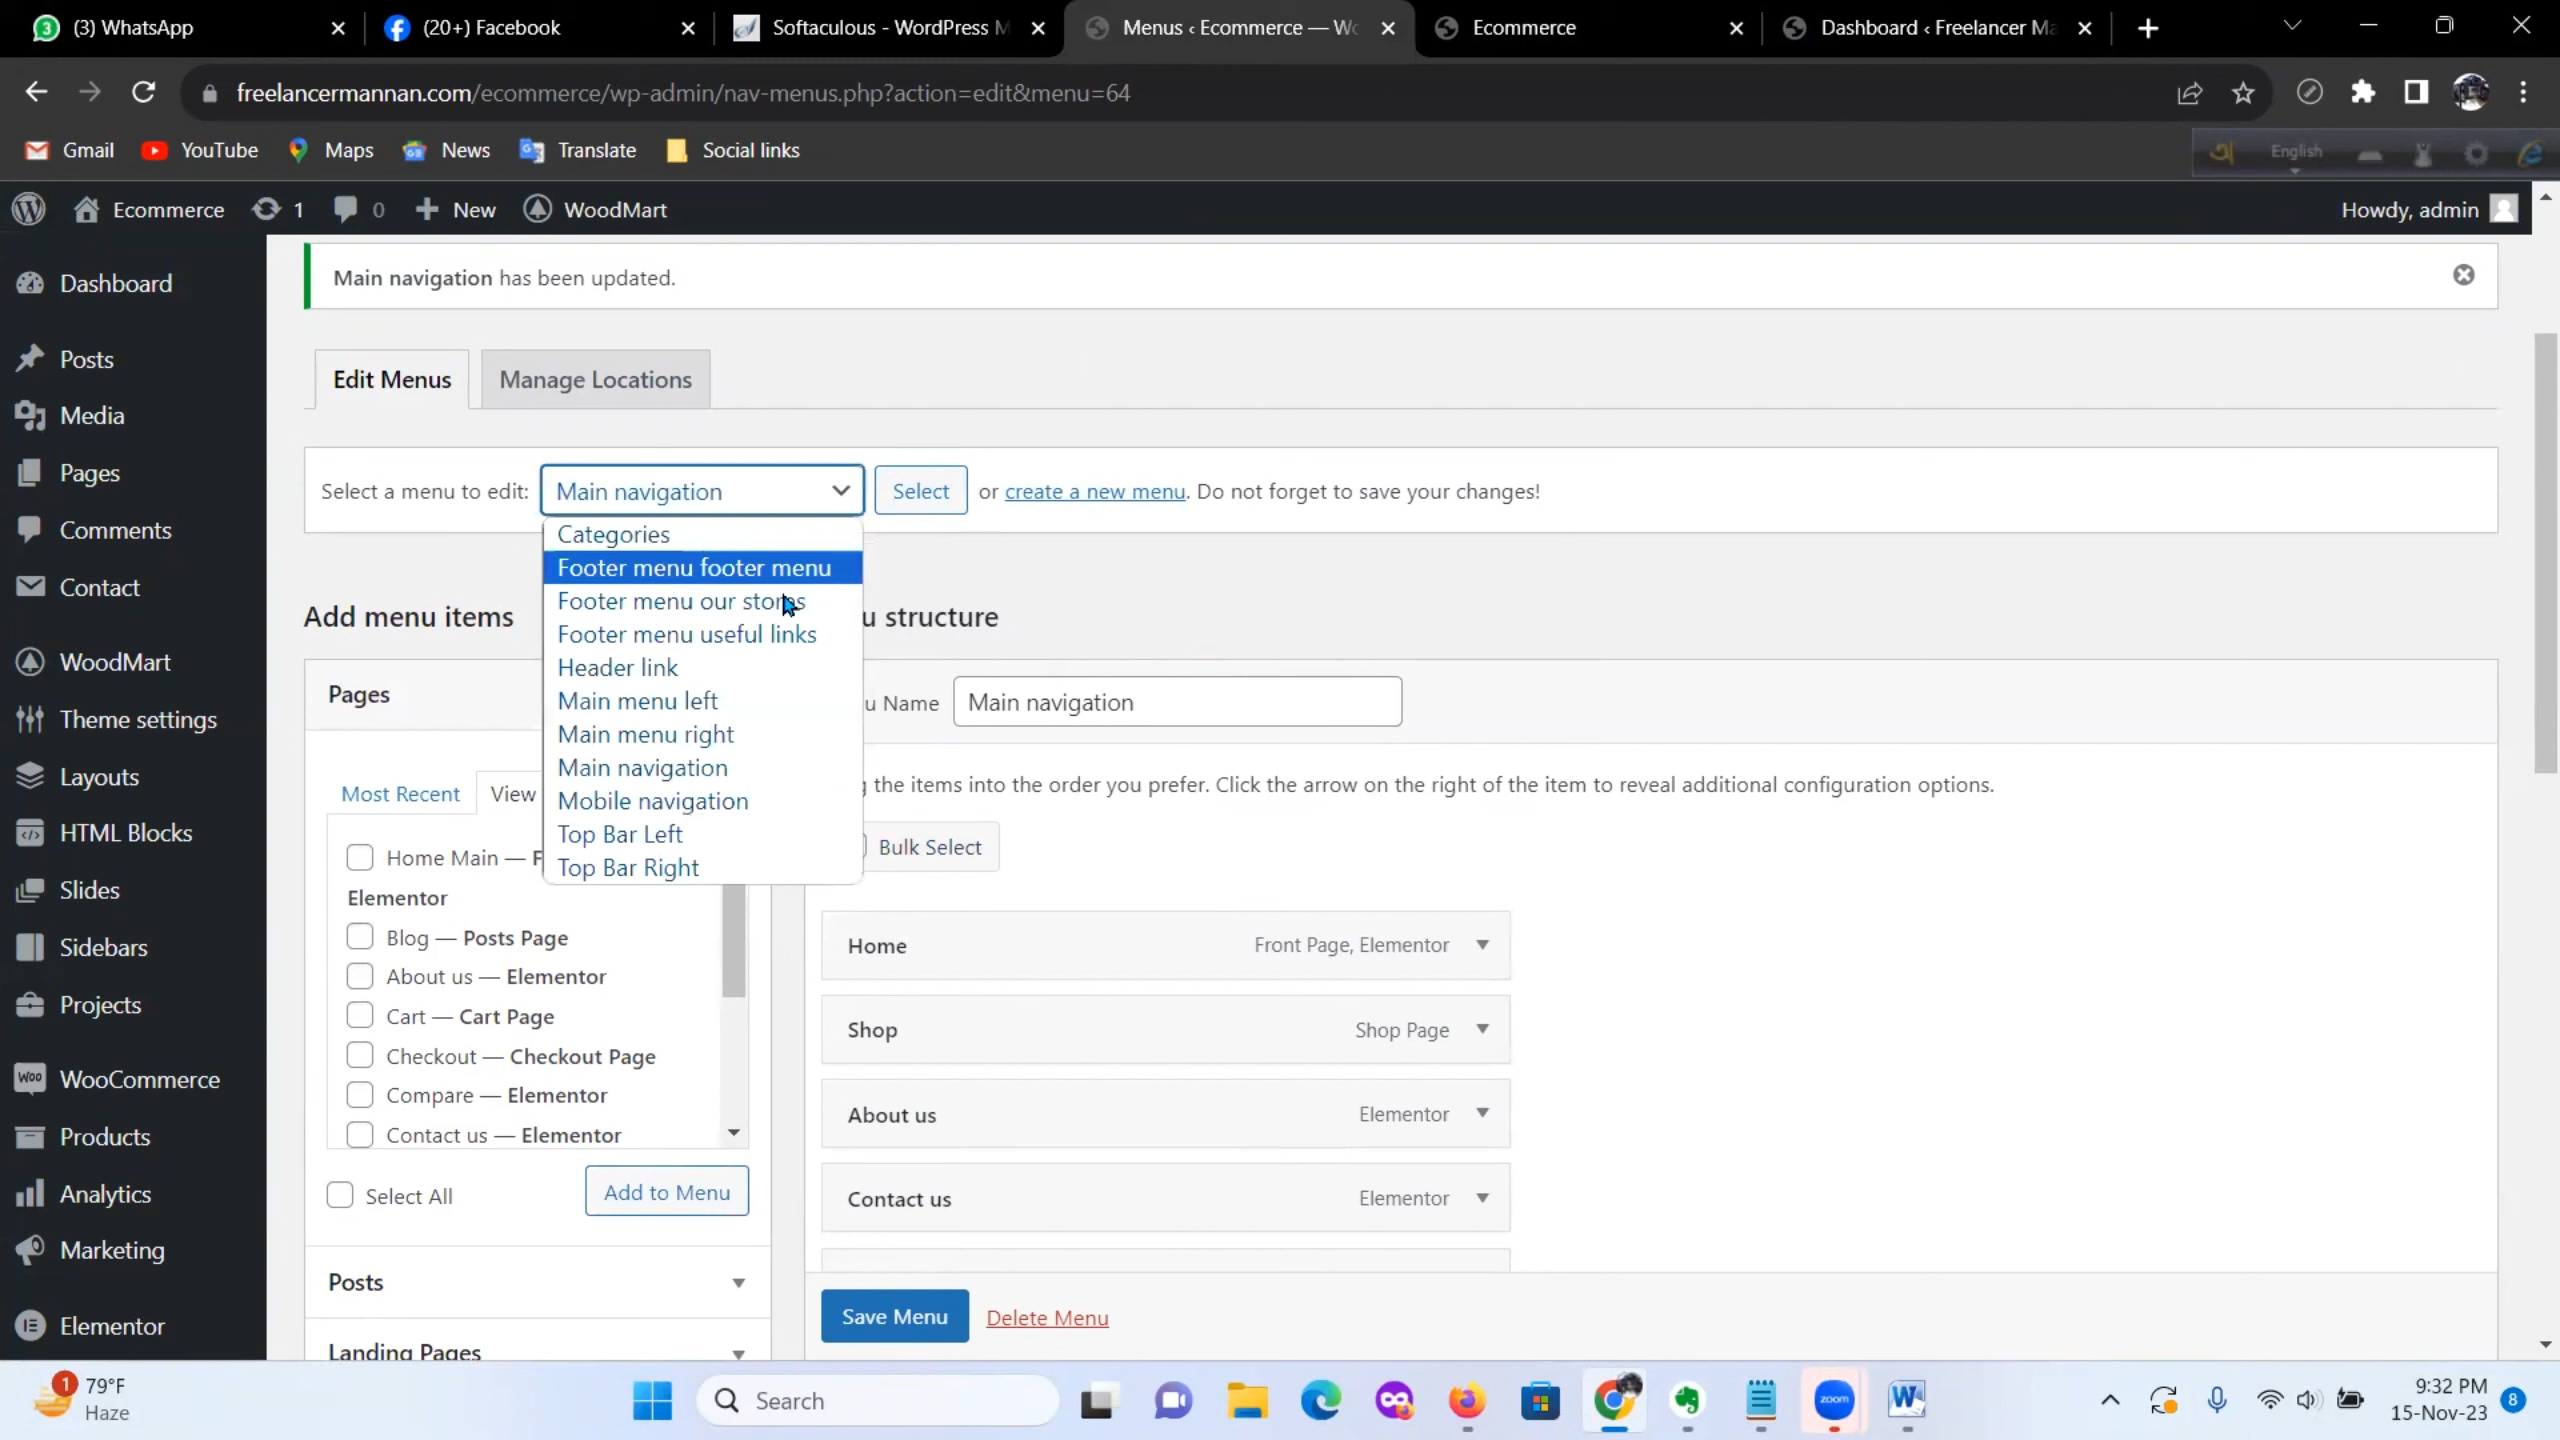 (3) WhatsApp
(20+) Facebook
Softaculous - WordPress M
Menus ‹ Ecommerce — Wo
Ecommerce
Dashboard ‹ Freelancer Ma
freelancermannan.com/ecommerce/wp-admin/nav-menus.php?action=edit&menu=64
Gmail
YouTube
Maps
News
Translate
Social links
English
Ecommerce
1
0
New
WoodMart
Howdy, admin
Dashboard
Posts
Media
Pages
Comments
Contact
WoodMart
Theme settings
Layouts
HTML Blocks
Slides
Sidebars
Projects
WooCommerce
Products
Analytics
Marketing
Elementor
Main navigation has been updated.
Edit Menus
Manage Locations
Select a menu to edit:
Main navigation
Select
or create a new menu. Do not forget to save your changes!
Categories
Footer menu footer menu
Footer menu our stores
Footer menu useful links
Header link
Main menu left
Main menu right
Main navigation
Mobile navigation
Top Bar Left
Top Bar Right
Add menu items
Pages
Most Recent
View
Home Main — F
Elementor
Blog — Posts Page
About us — Elementor
Cart — Cart Page
Checkout — Checkout Page
Compare — Elementor
Contact us — Elementor
Select All
Add to Menu
Posts
Landing Pages
u structure
u Name
Main navigation
g the items into the order you prefer. Click the arrow on the right of the item to reveal additional configuration options.
Bulk Select
Home
Front Page, Elementor
Shop
Shop Page
About us
Elementor
Contact us
Elementor
Save Menu
Delete Menu
1
79°F
Haze
Search
zoom
9:32 PM
15-Nov-23
8